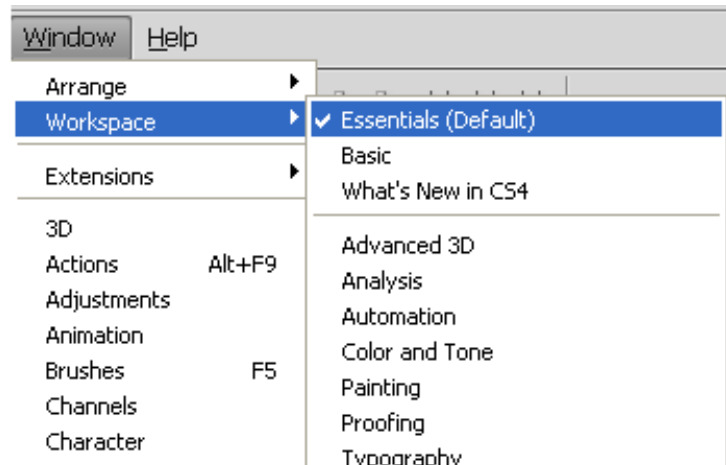 Window Help
Arrange
Workspace
Extensions
3D
Actions Alt+F9
Adjustments
Animation
Brushes F5
Channels
Character
Essentials (Default)
Basic
What's New in CS4
Advanced 3D
Analysis
Automation
Color and Tone
Painting
Proofing
Typography